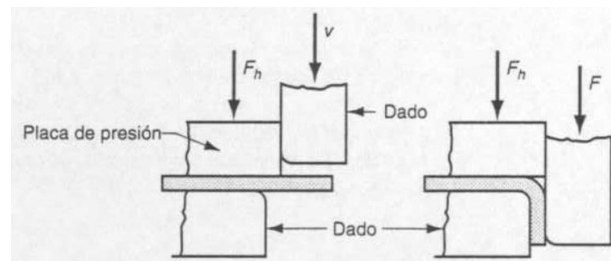 v
F_h
Dado
Placa de presión
Dado
F_h
F